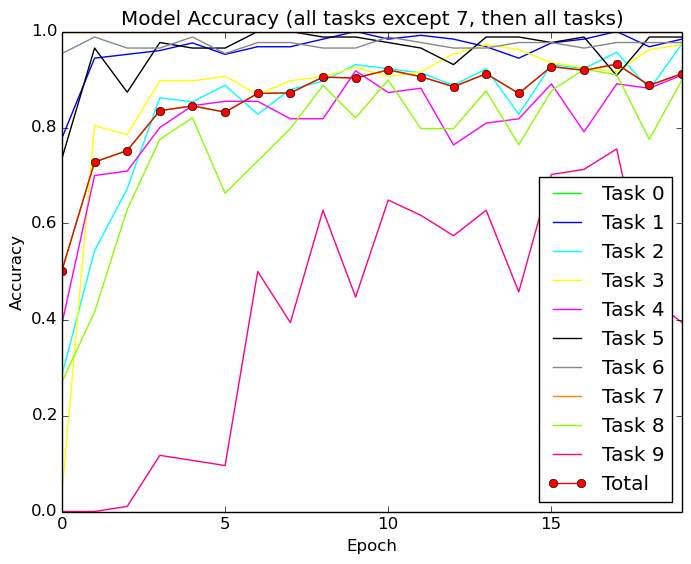 Model Accuracy (all tasks except 7, then all tasks)
1.0
0.8
0.6
0.4
0.2
0.0
Accuracy
0 5 10 15
Epoch
Task 0
Task 1
Task 2
Task 3
Task 4
Task 5
Task 6
Task 7
Task 8
Task 9
Total